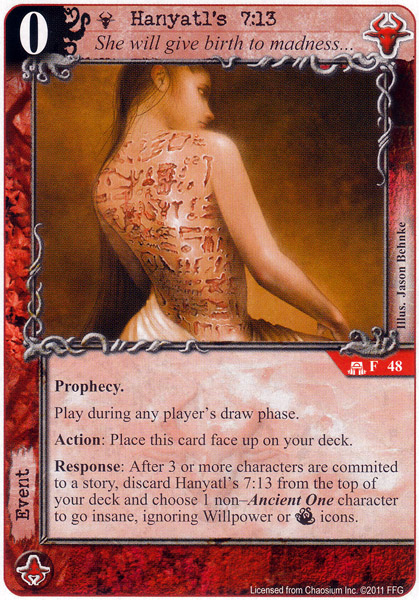 0
Hanyatl's 7:13
She will give birth to madness...
Illus. Jason Behnke
F 48
Prophecy.
Play during any player's draw phase.
Action: Place this card face up on your deck.
Response: After 3 or more characters are commited
to a story, discard Hanyatl's 7:13 from the top of
your deck and choose 1 non–Ancient One character
to go insane, ignoring Willpower or icons.
Event
Licensed from Chaosium Inc. ©2011 FFG